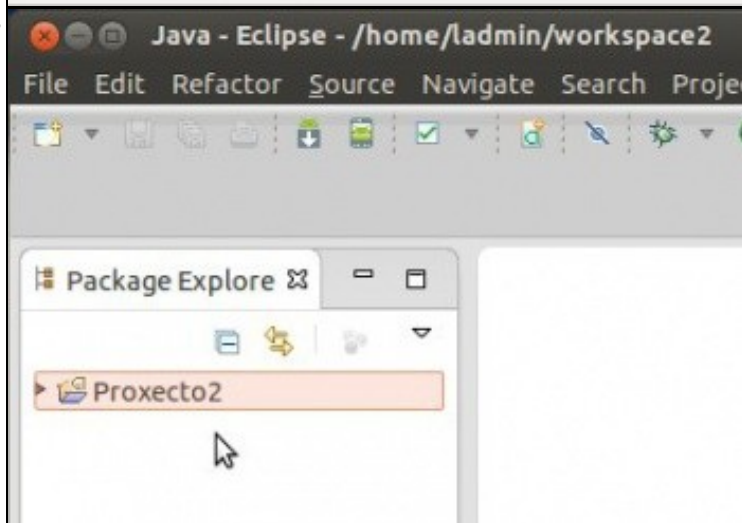 Java - Eclipse - /home/ladmin/workspace2
File Edit Refactor Source Navigate Search Proje
Package Explore
Proxecto2